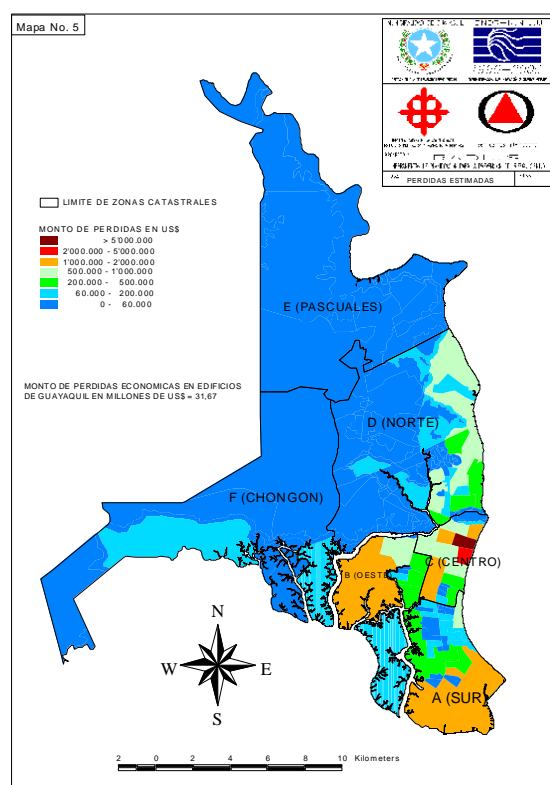 Mapa No. 5
PERDIDAS ESTIMADAS
LIMITE DE ZONAS CATASTRALES
MONTO DE PERDIDAS EN US$
> 5'000.000
2'000.000 - 5'000.000
1'000.000 - 2'000.000
500.000 - 1'000.000
200.000 - 500.000
60.000 - 200.000
0 - 60.000
E (PASCUALES)
MONTO DE PERDIDAS ECONOMICAS EN EDIFICIOS
DE GUAYAQUIL EN MILLONES DE US$ = 31,67
D (NORTE)
F (CHONGON)
C (CENTRO)
B (OESTE)
A (SUR)
N
W E
S
2 0 2 4 6 8 10 Kilometers